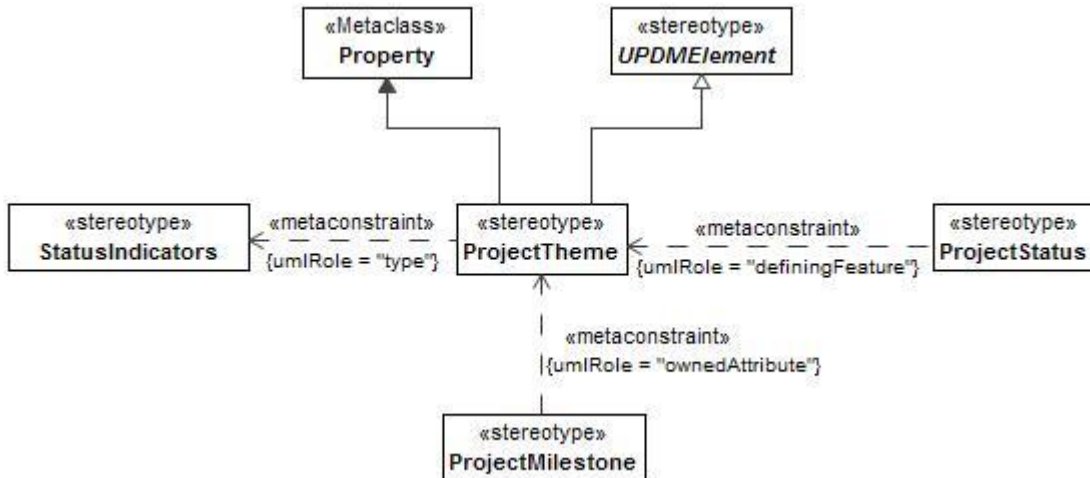 «Metaclass»
Property
«stereotype»
UPDMElement
«stereotype»
StatusIndicators
«metaconstraint»
{umlRole = "type"}
«stereotype»
ProjectTheme
«metaconstraint»
{umlRole = "definingFeature"}
«stereotype»
ProjectStatus
«metaconstraint»
{umlRole = "ownedAttribute"}
«stereotype»
ProjectMilestone